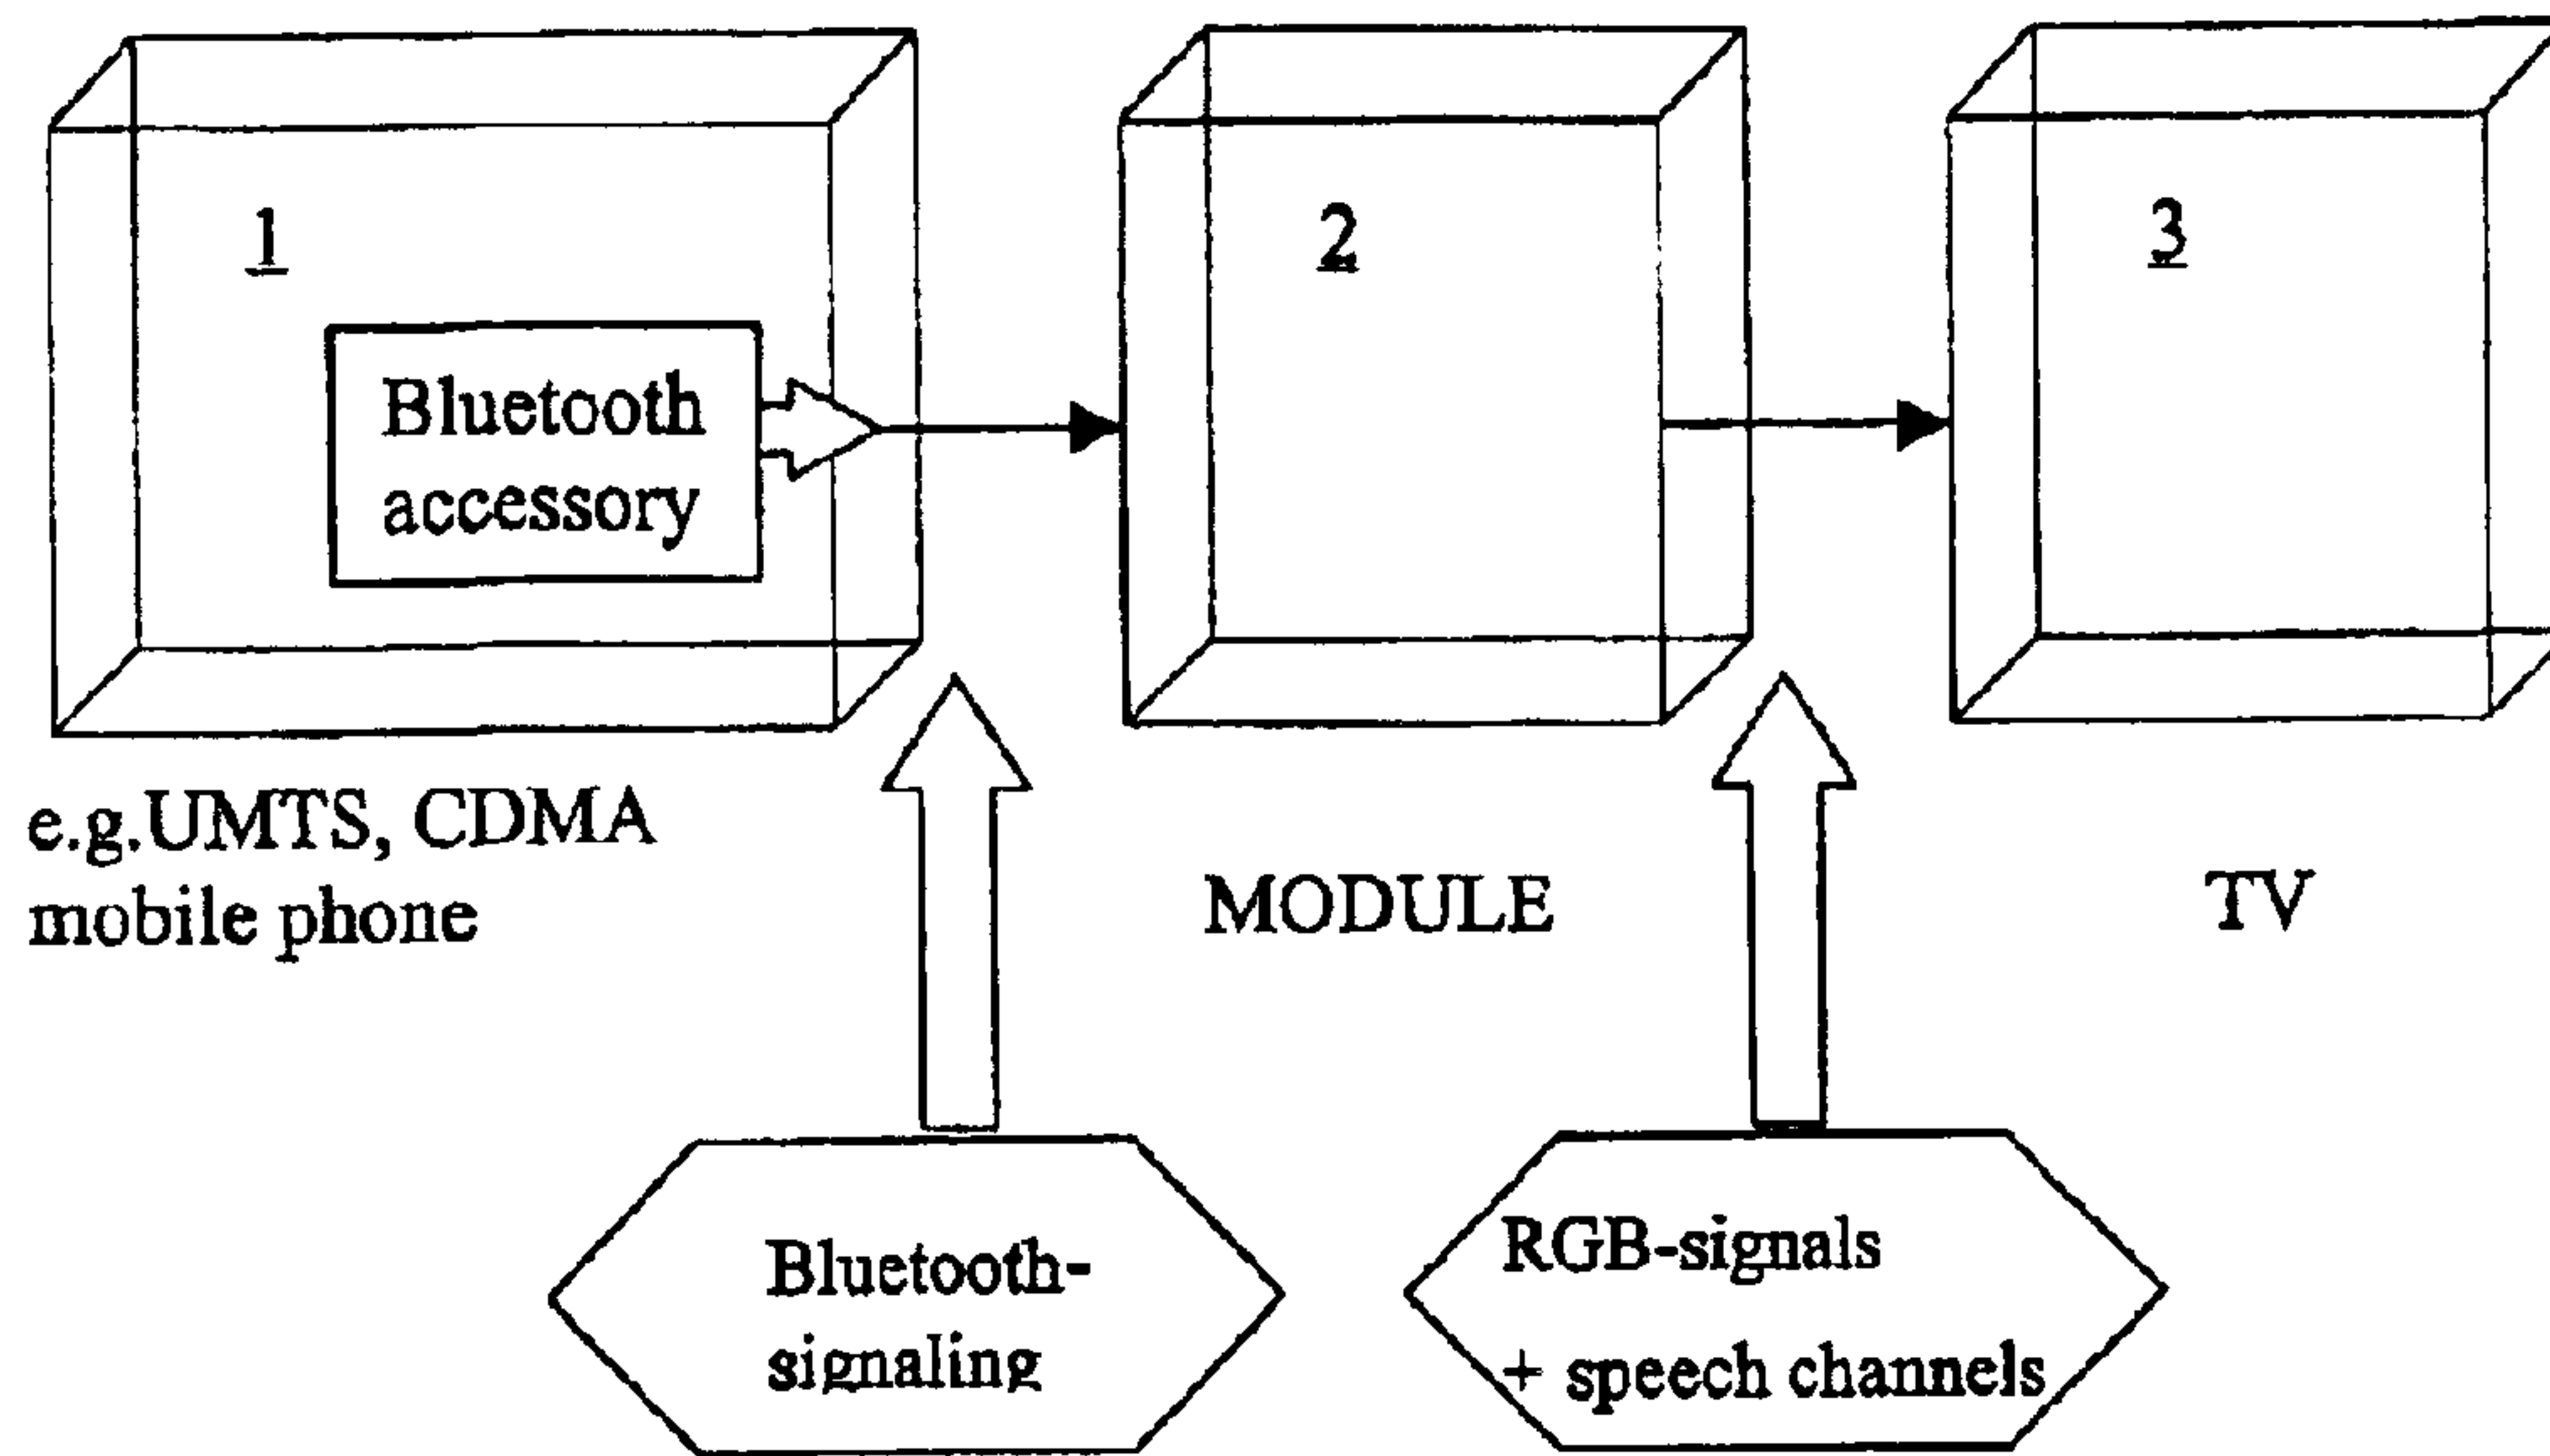 1
2
3
Bluetooth
accessory
e.g.UMTS, CDMA
mobile phone
MODULE
TV
Bluetooth-
signaling
RGB-signals
+ speech channels